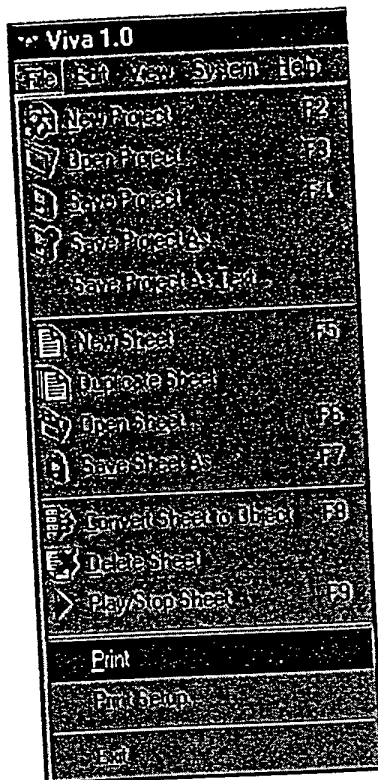 Viva 1.0
File Edit View System Help
New Project F2
Open Project... F3
Save Project F4
Save Project As...
Save Project As Text...
New Sheet F5
Duplicate Sheet
Open Sheet... F6
Save Sheet As... F7
Convert Sheet to Object F8
Delete Sheet
Play/Stop Sheet F9
Print
Print Setup...
Exit